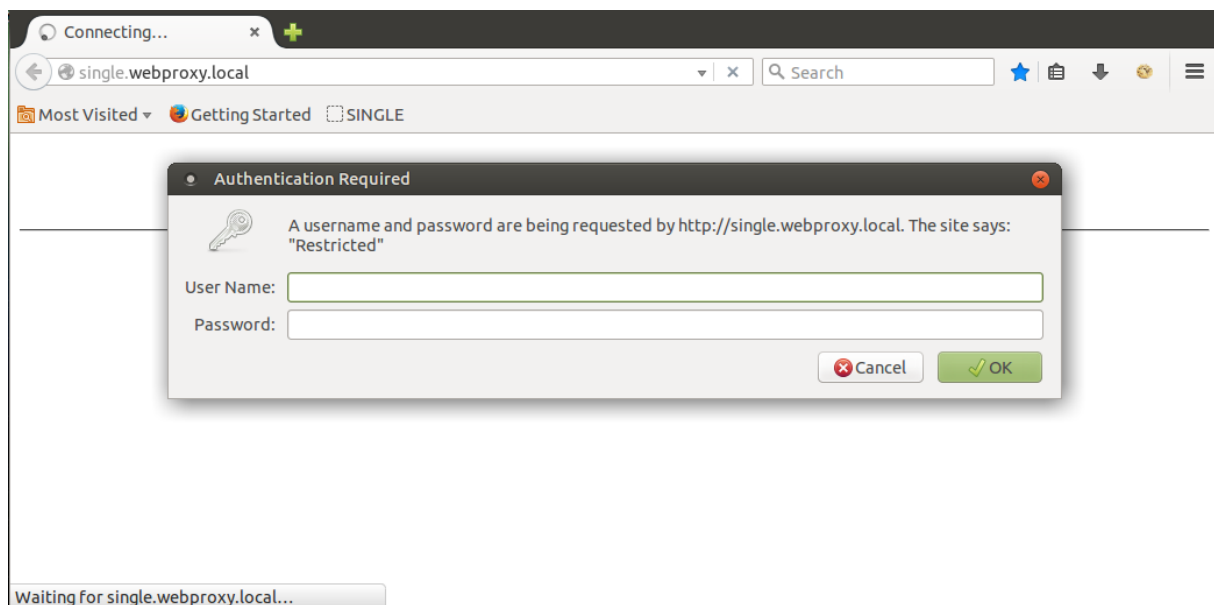 Connecting...
single.webproxy.local
Search
Most Visited
Getting Started
SINGLE
Authentication Required
A username and password are being requested by http://single.webproxy.local. The site says:
"Restricted"
User Name:
Password:
Cancel
OK
Waiting for single.webproxy.local...